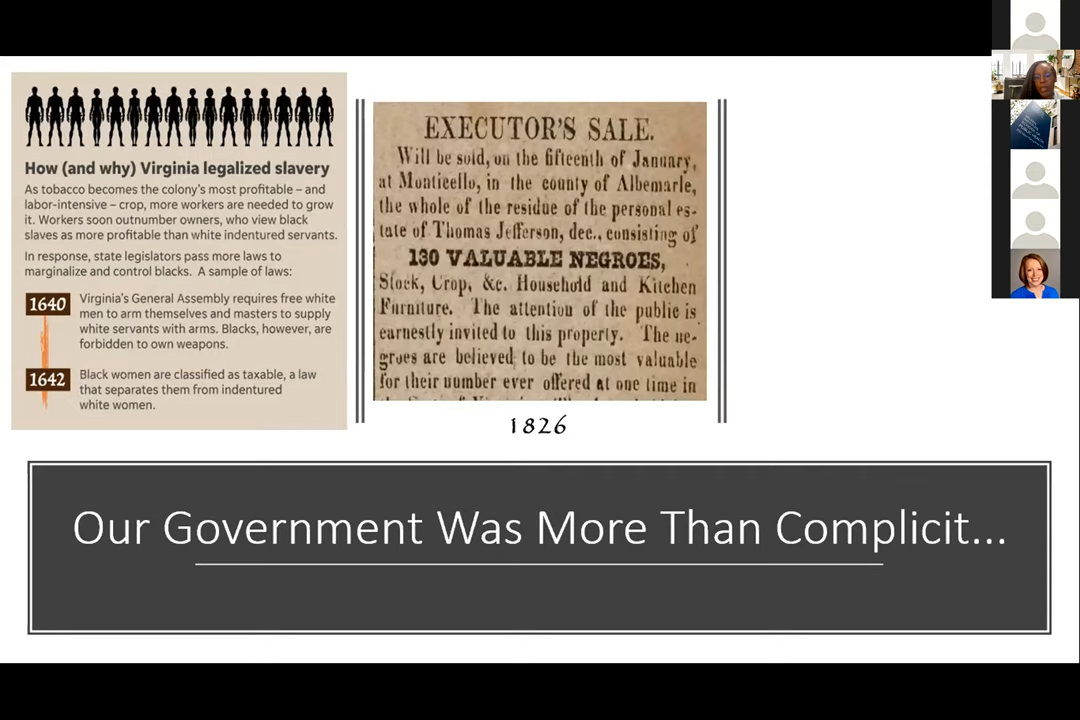 How (and why) Virginia legalized slavery
As tobacco becomes the colony's most profitable – and
labor-intensive – crop, more workers are needed to grow
it. Workers soon outnumber owners, who view black
slaves as more profitable than white indentured servants.
In response, state legislators pass more laws to
marginalize and control blacks. A sample of laws:
1640
Virginia's General Assembly requires free white
men to arm themselves and masters to supply
white servants with arms. Blacks, however, are
forbidden to own weapons.
1642
Black women are classified as taxable, a law
that separates them from indentured
white women.
EXECUTOR'S SALE.
Will be sold, on the fifteenth of January,
at Monticello, in the county of Albemarle,
the whole of the residue of the personal es-
tate of Thomas Jefferson, dec., consisting of
130 VALUABLE NEGROES,
Stock, Crop, &c. Household and Kitchen
Furniture. The attention of the public is
earnestly invited to this property. The ne-
groes are believed to be the most valuable
for their number ever offered at one time in
1826
Our Government Was More Than Complicit...